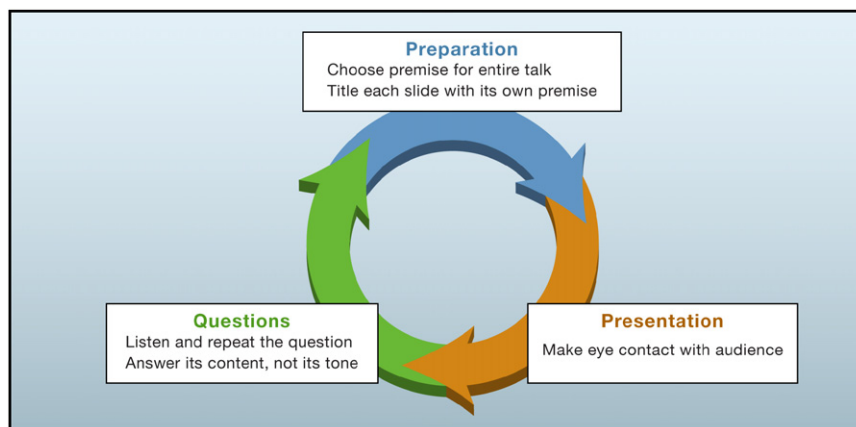 Preparation
Choose premise for entire talk
Title each slide with its own premise
Questions
Listen and repeat the question
Answer its content, not its tone
Presentation
Make eye contact with audience